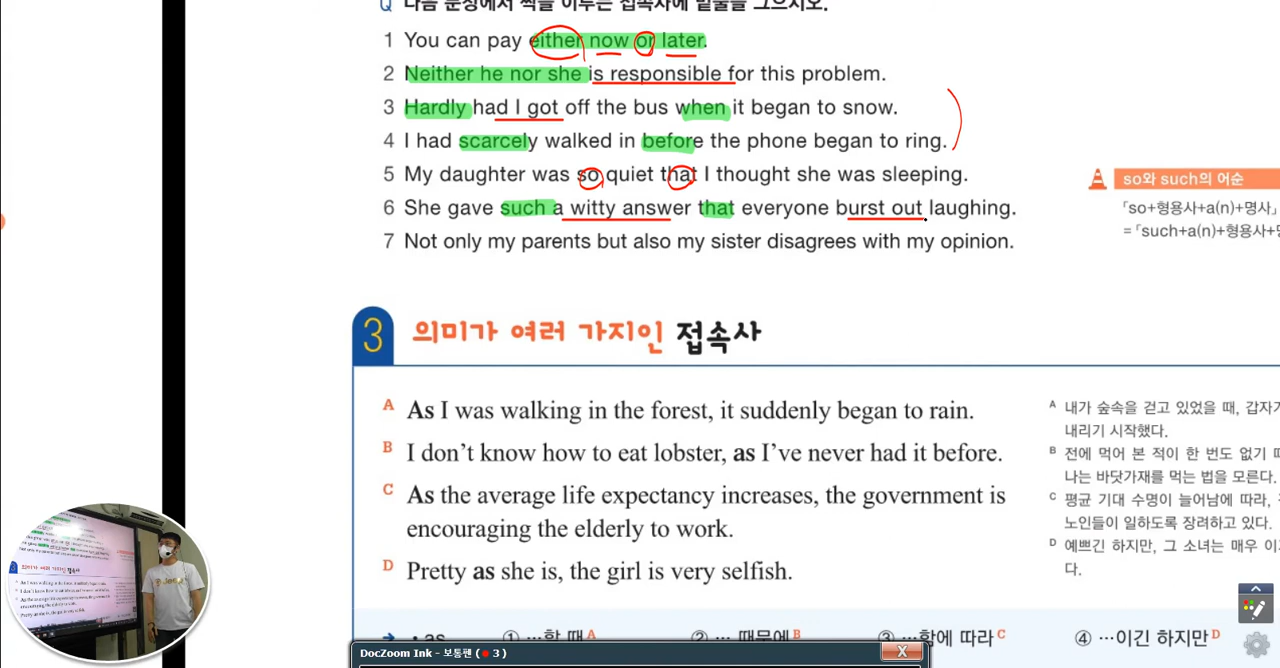 다음 문장에서 짝을 이루는 접속사에 밑줄을 그으시오.
1 You can pay either now or later.
2 Neither he nor she is responsible for this problem.
3 Hardly had I got off the bus when it began to snow.
4 I had scarcely walked in before the phone began to ring.
5 My daughter was so quiet that I thought she was sleeping.
6 She gave such a witty answer that everyone burst out laughing.
7 Not only my parents but also my sister disagrees with my opinion.
so와 such의 어순
「so+형용사+a(n)+명사」
=「such+a(n)+형용사+
3 의미가 여러 가지인 접속사
A As I was walking in the forest, it suddenly began to rain.
B I don't know how to eat lobster, as I've never had it before.
C As the average life expectancy increases, the government is
encouraging the elderly to work.
D Pretty as she is, the girl is very selfish.
A 내가 숲속을 걷고 있었을 때, 갑자기
내리기 시작했다.
B 전에 먹어 본 적이 한 번도 없기
나는 바닷가재를 먹는 법을 모른다.
C 평균 기대 수명이 늘어남에 따라,
노인들이 일하도록 장려하고 있다.
D 예쁘긴 하지만, 그 소녀는 매우
다.
→ • as ① …할 때A ② … 때문에B ③ …함에 따라C ④ …이긴 하지만D
DocZoom Ink - 보통펜 ( 3 )
X